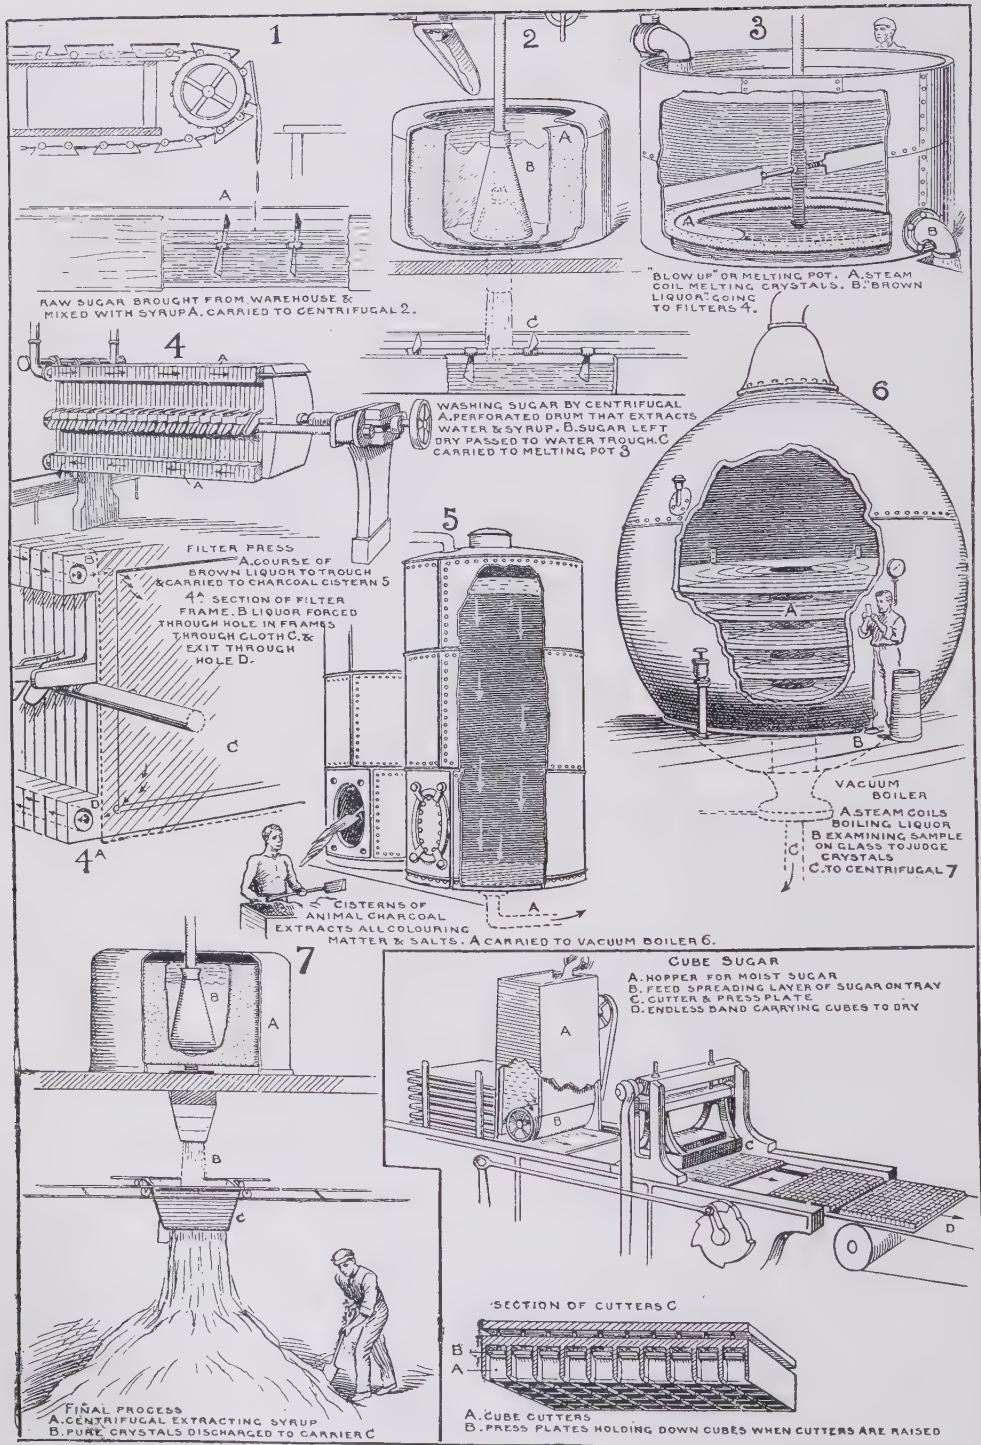 1
A
RAW SUGAR BROUGHT FROM WAREHOUSE &
MIXED WITH SYRUP A. CARRIED TO CENTRIFUGAL 2.
2
A
B
C
WASHING SUGAR BY CENTRIFUGAL
A. PERFORATED DRUM THAT EXTRACTS
WATER & SYRUP. B. SUGAR LEFT
DRY PASSED TO WATER TROUGH. C
CARRIED TO MELTING POT 3
3
A
B
"BLOW UP" OR MELTING POT. A. STEAM
COIL MELTING CRYSTALS. B. "BROWN
LIQUOR" GOING
TO FILTERS 4.
4
A
A
FILTER PRESS
A. COURSE OF
BROWN LIQUOR TO TROUGH
& CARRIED TO CHARCOAL CISTERN 5
4A SECTION OF FILTER
FRAME. B LIQUOR FORCED
THROUGH HOLE IN FRAMES
THROUGH CLOTH C. &
EXIT THROUGH
HOLE D.
B
C
D
4A
5
A
CISTERNS OF
ANIMAL CHARCOAL
EXTRACTS ALL COLOURING
MATTER & SALTS. A CARRIED TO VACUUM BOILER 6.
6
A
B
C
VACUUM
BOILER
A. STEAM COILS
BOILING LIQUOR
B EXAMINING SAMPLE
ON GLASS TO JUDGE
CRYSTALS
C. TO CENTRIFUGAL 7
7
B
A
B
C
FINAL PROCESS
A. CENTRIFUGAL EXTRACTING SYRUP
B. PURE CRYSTALS DISCHARGED TO CARRIER C
CUBE SUGAR
A. HOPPER FOR MOIST SUGAR
B. FEED SPREADING LAYER OF SUGAR ON TRAY
C. CUTTER & PRESS PLATE
D. ENDLESS BAND CARRYING CUBES TO DRY
A
B
C
D
SECTION OF CUTTERS C
B
A
A. CUBE CUTTERS
B. PRESS PLATES HOLDING DOWN CUBES WHEN CUTTERS ARE RAISED